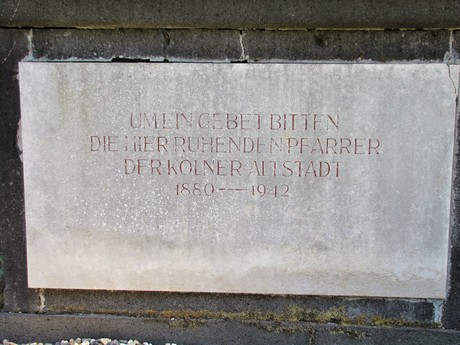 UM EIN GEBET BITTEN
DIE HIER RUHENDEN PFARRER
DER KÖLNER ALTSTADT
1880—1942